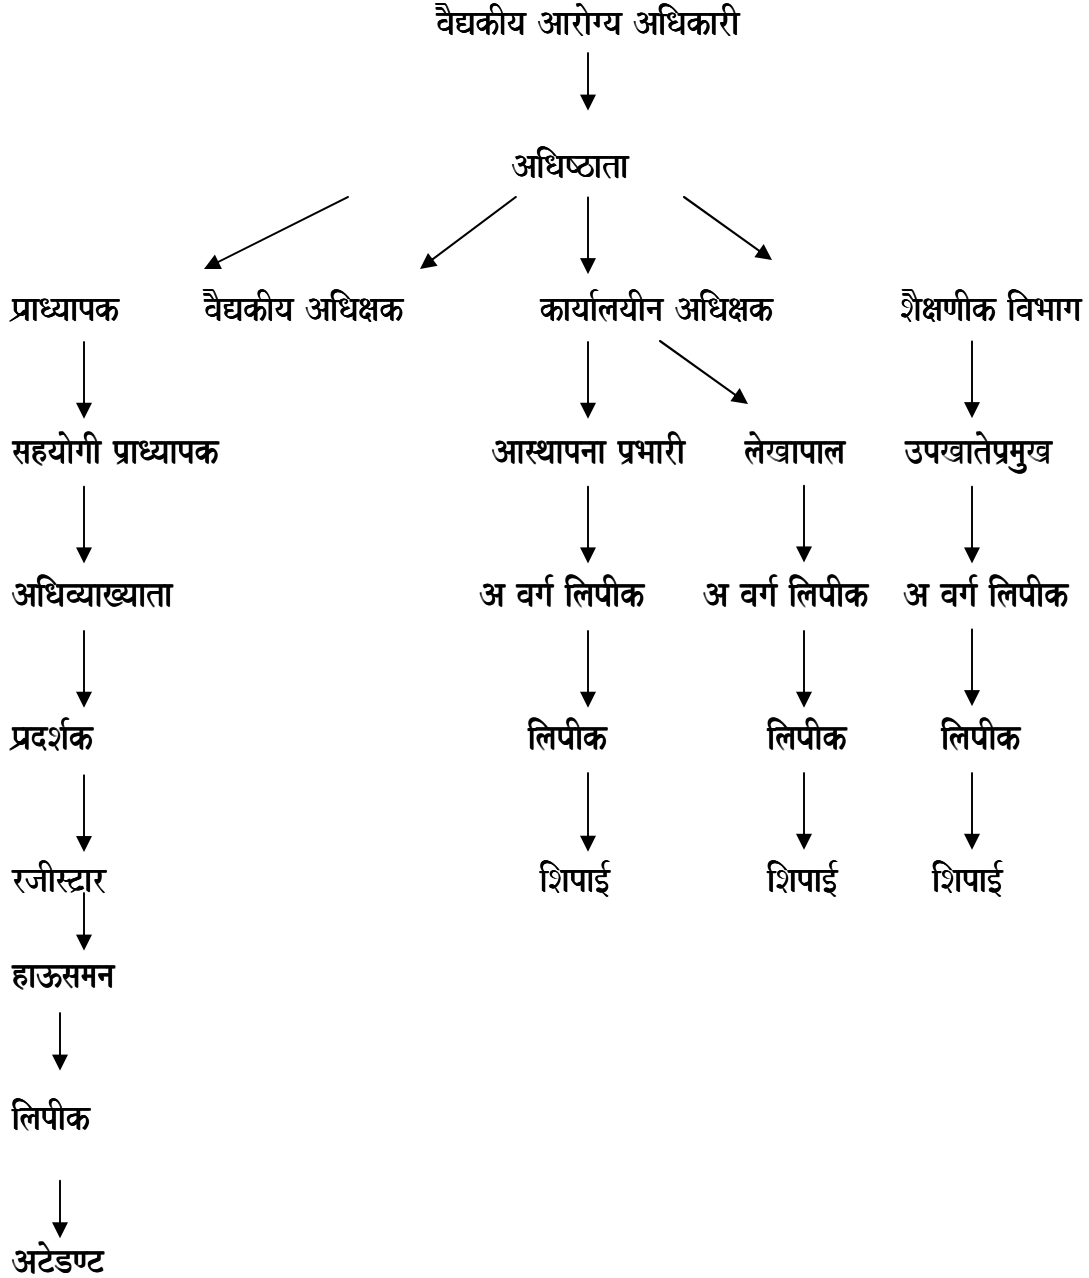 वैद्यकीय आरोग्य अधिकारी
अधिष्ठाता
प्राध्यापक वैद्यकीय अधिक्षक कार्यालयीन अधिक्षक शैक्षणीक विभाग
सहयोगी प्राध्यापक आस्थापना प्रभारी लेखापाल उपखातेप्रमुख
अधिव्याख्याता अ वर्ग लिपीक अ वर्ग लिपीक अ वर्ग लिपीक
प्रदर्शक लिपीक लिपीक लिपीक
रजीस्ट्रार शिपाई शिपाई शिपाई
हाऊसमन
लिपीक
अटेडण्ट